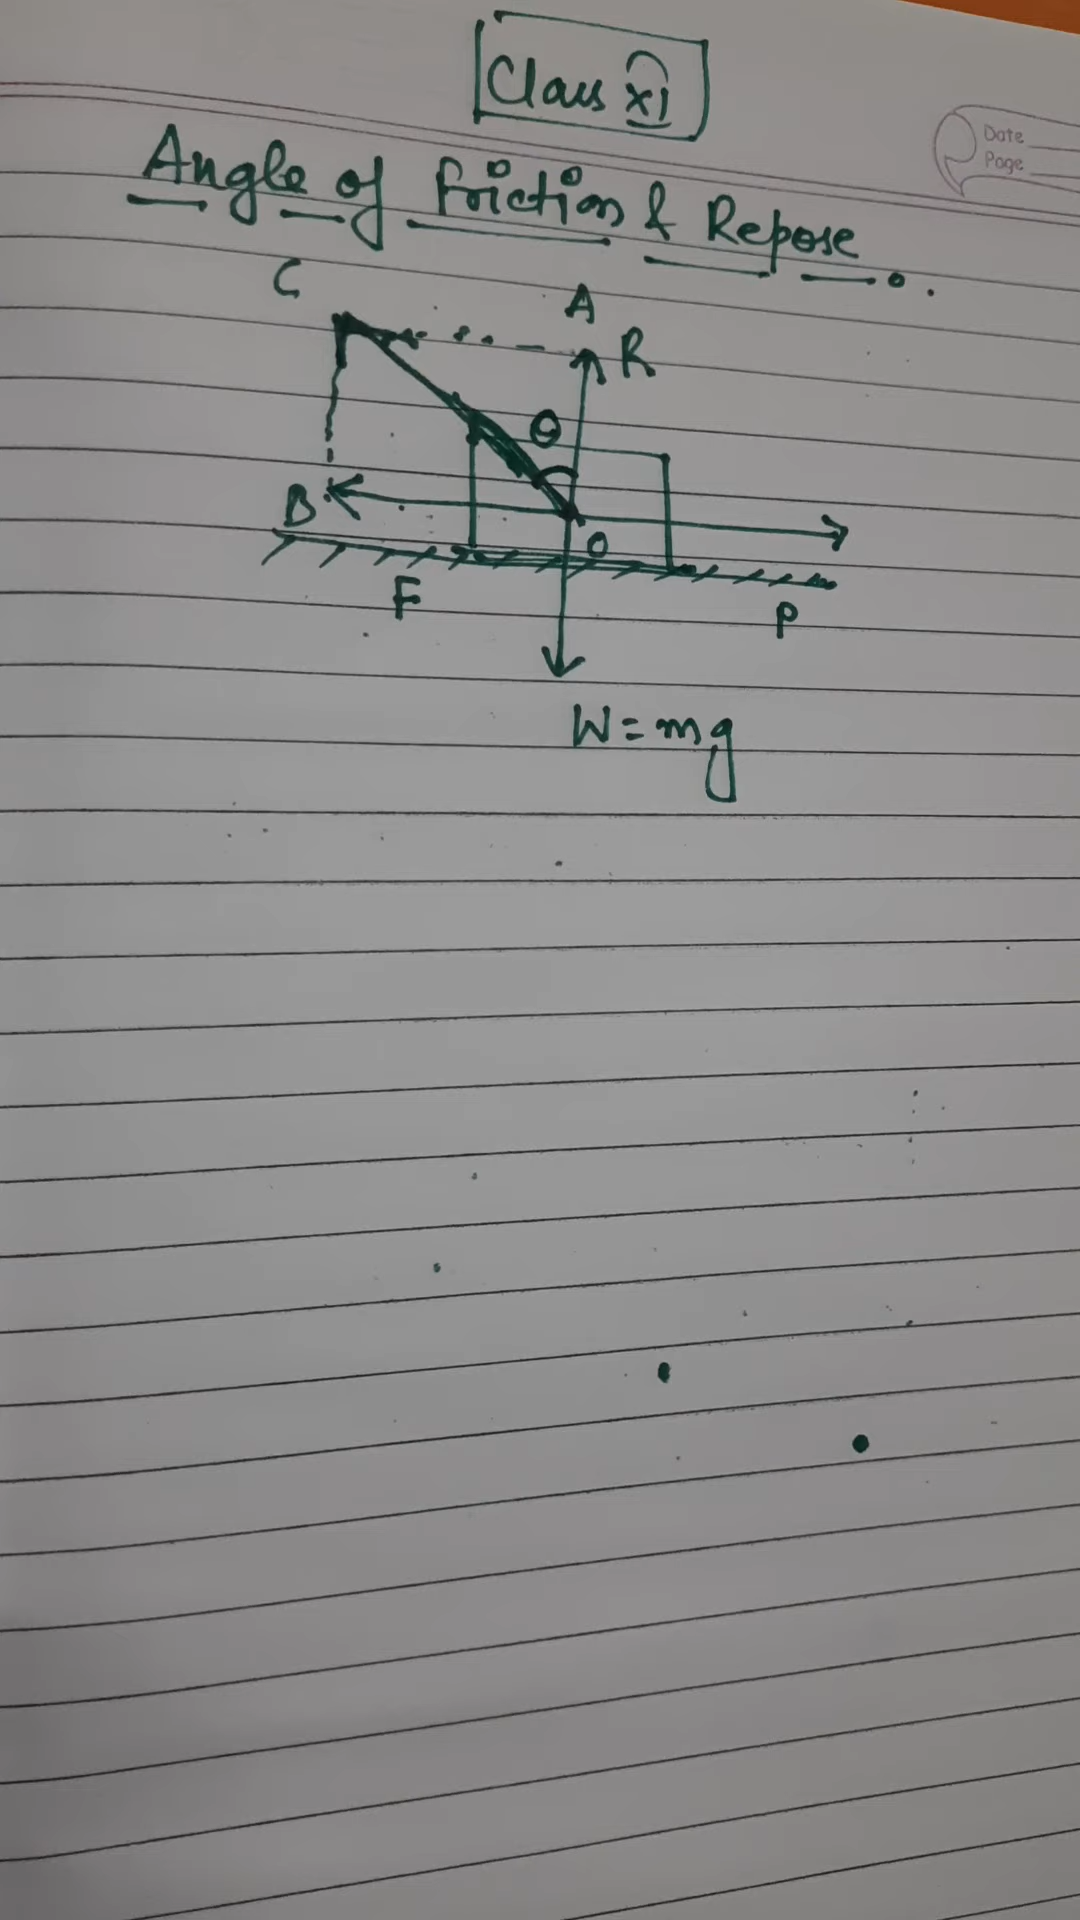 Class XI
Date
Page
Angle of friction & Repose.
C
A
R
θ
B
O
F
P
W = mg